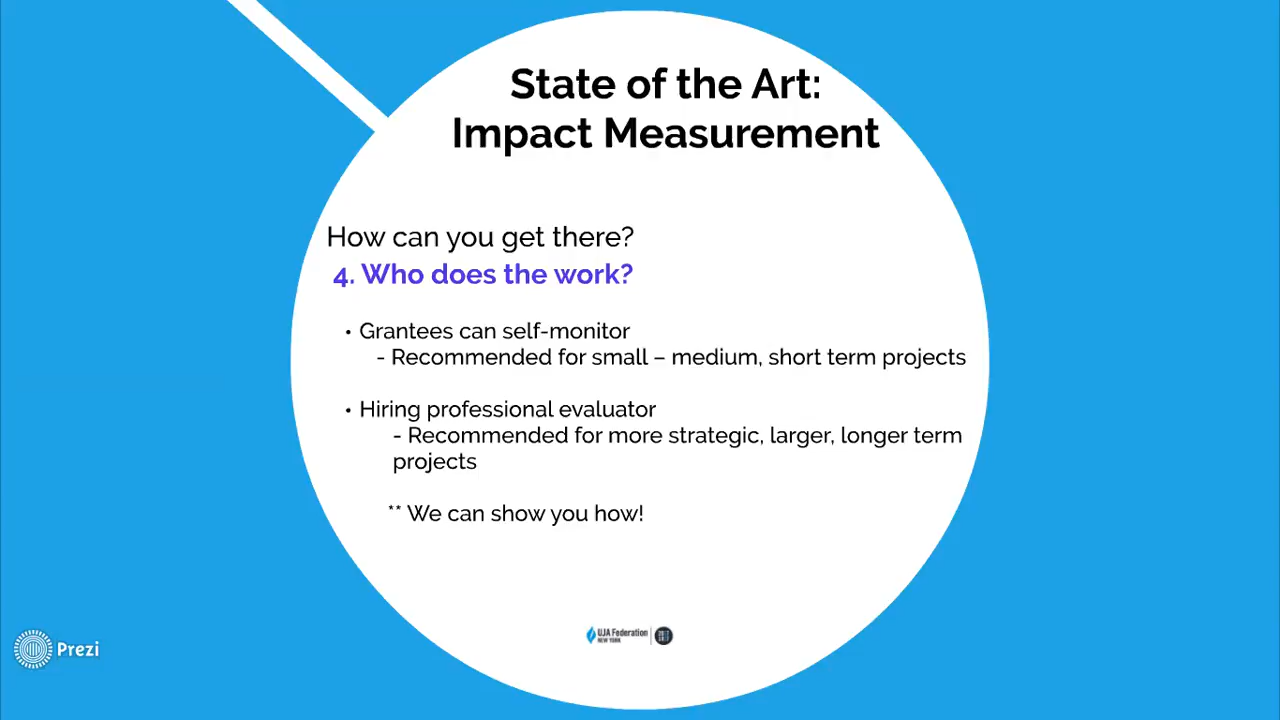 State of the Art:
Impact Measurement
How can you get there?
4. Who does the work?
• Grantees can self-monitor
- Recommended for small – medium, short term projects
• Hiring professional evaluator
- Recommended for more strategic, larger, longer term
projects
** We can show you how!
UJA Federation
NEW YORK
Prezi